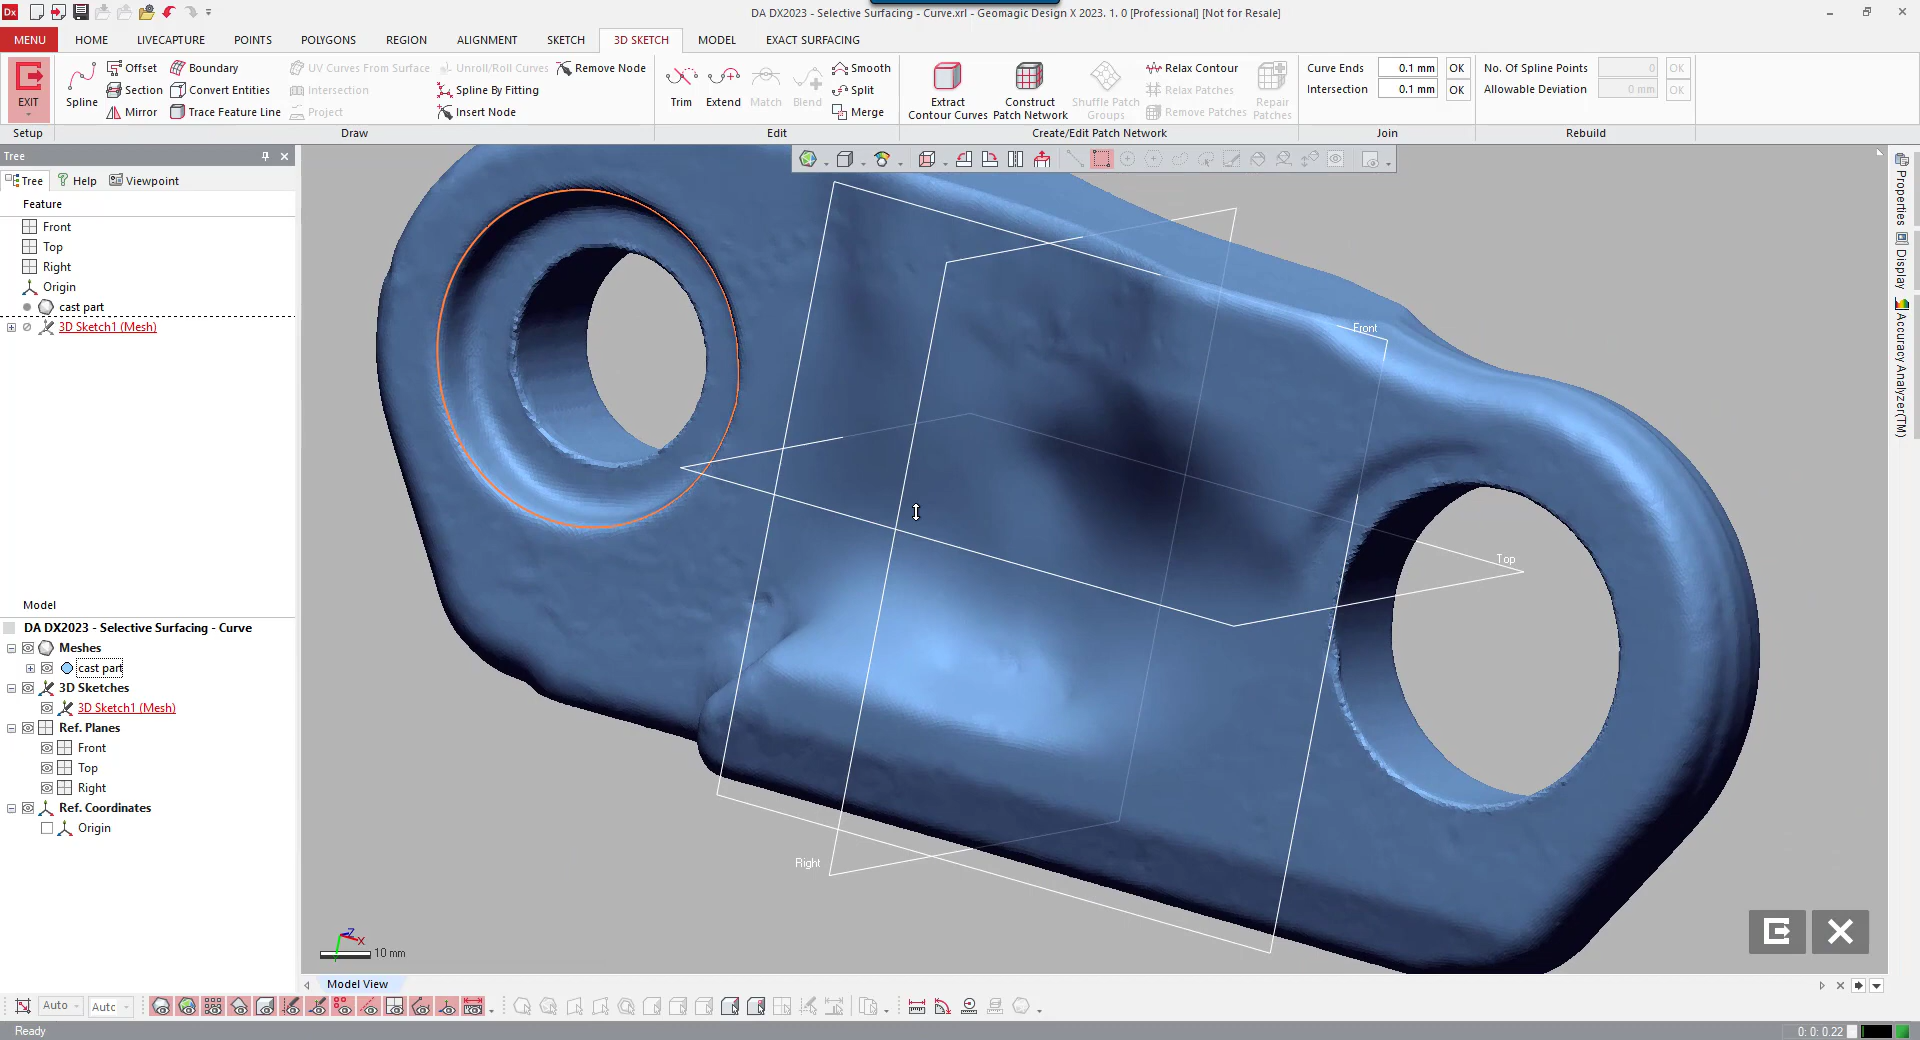 Dx
DA DX2023 - Selective Surfacing - Curve.xrl - Geomagic Design X 2023. 1. 0 [Professional] [Not for Resale]
MENU HOME LIVECAPTURE POINTS POLYGONS REGION ALIGNMENT SKETCH 3D SKETCH MODEL EXACT SURFACING
Offset Boundary UV Curves From Surface Unroll/Roll Curves Remove Node Smooth Relax Contour Curve Ends 0.1 mm OK No. Of Spline Points 0 OK
Section Convert Entities Intersection Spline By Fitting Split Relax Patches Intersection 0.1 mm OK Allowable Deviation 0 mm OK
EXIT Spline Mirror Trace Feature Line Project Insert Node Trim Extend Match Blend Merge Extract Contour Curves Construct Patch Network Shuffle Patch Groups Remove Patches Repair Patches
Setup Draw Edit Create/Edit Patch Network Join Rebuild
Tree
Tree Help Viewpoint
Feature
Front
Top
Right
Origin
cast part
3D Sketch1 (Mesh)
Model
DA DX2023 - Selective Surfacing - Curve
Meshes
cast part
3D Sketches
3D Sketch1 (Mesh)
Ref. Planes
Front
Top
Right
Ref. Coordinates
Origin
Front
Top
Right
Z
X
10 mm
Properties
Display
Accuracy Analyzer(TM)
Model View
Auto Autc
Ready
0: 0: 0.22